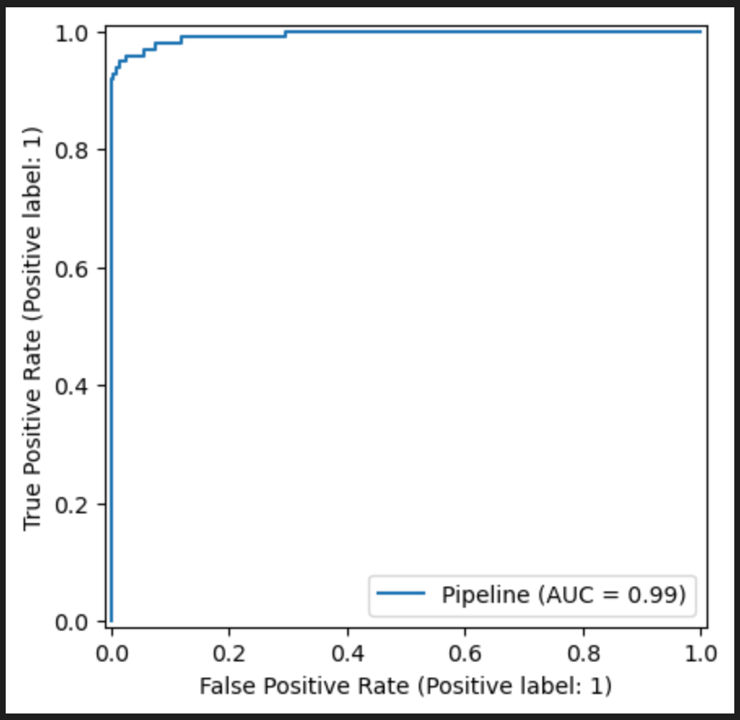 1.0
0.8
0.6
0.4
0.2
0.0
True Positive Rate (Positive label: 1)
Pipeline (AUC = 0.99)
0.0 0.2 0.4 0.6 0.8 1.0
False Positive Rate (Positive label: 1)